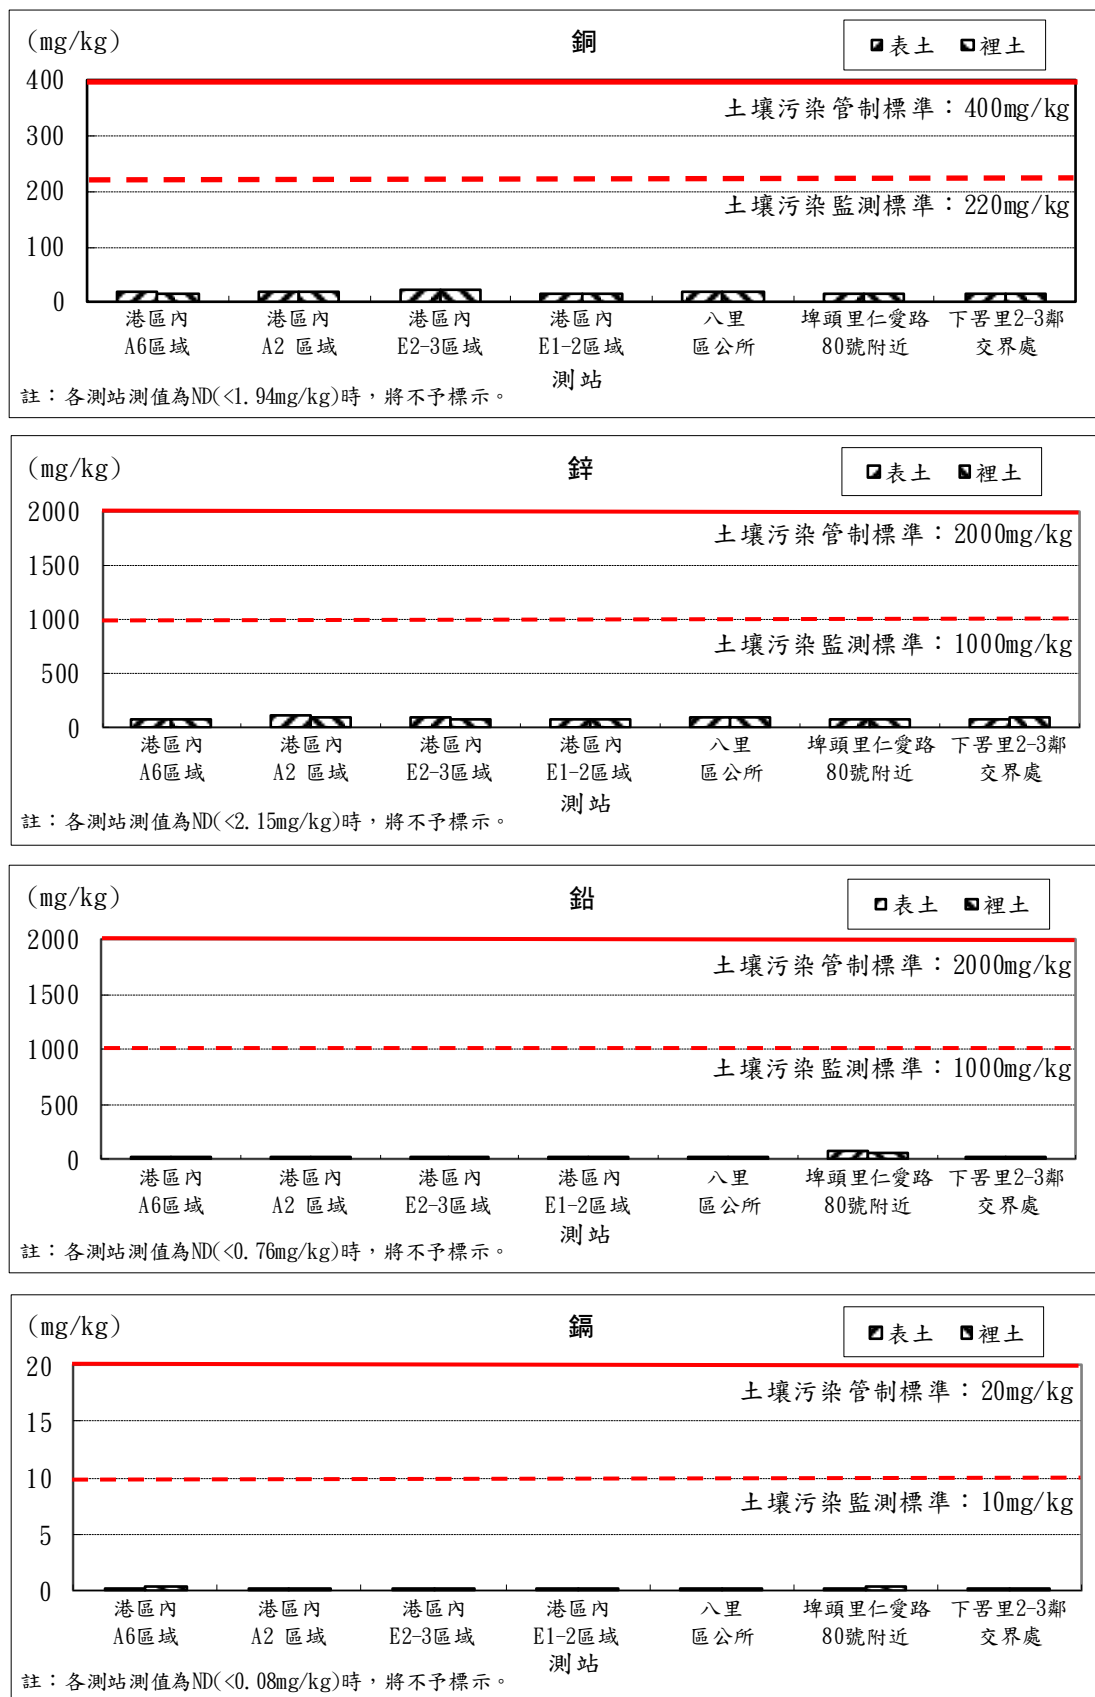 (mg/kg)
銅
表土 裡土
400
土壤污染管制標準：400mg/kg
300
200
土壤污染監測標準：220mg/kg
100
0
港區內 港區內 港區內 港區內 八里 埤頭里仁愛路 下罟里2-3鄰
A6區域 A2 區域 E2-3區域 E1-2區域 區公所 80號附近 交界處
測站
註：各測站測值為ND(<1.94mg/kg)時，將不予標示。
(mg/kg)
鋅
表土 裡土
2000
土壤污染管制標準：2000mg/kg
1500
1000
土壤污染監測標準：1000mg/kg
500
0
港區內 港區內 港區內 港區內 八里 埤頭里仁愛路 下罟里2-3鄰
A6區域 A2 區域 E2-3區域 E1-2區域 區公所 80號附近 交界處
測站
註：各測站測值為ND(<2.15mg/kg)時，將不予標示。
(mg/kg)
鉛
表土 裡土
2000
土壤污染管制標準：2000mg/kg
1500
1000
土壤污染監測標準：1000mg/kg
500
0
港區內 港區內 港區內 港區內 八里 埤頭里仁愛路 下罟里2-3鄰
A6區域 A2 區域 E2-3區域 E1-2區域 區公所 80號附近 交界處
測站
註：各測站測值為ND(<0.76mg/kg)時，將不予標示。
(mg/kg)
鎘
表土 裡土
20
土壤污染管制標準：20mg/kg
15
10
土壤污染監測標準：10mg/kg
5
0
港區內 港區內 港區內 港區內 八里 埤頭里仁愛路 下罟里2-3鄰
A6區域 A2 區域 E2-3區域 E1-2區域 區公所 80號附近 交界處
測站
註：各測站測值為ND(<0.08mg/kg)時，將不予標示。